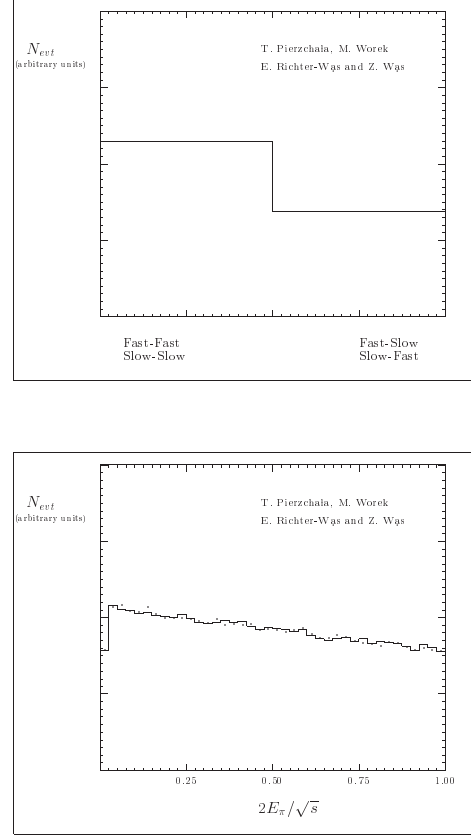 N_evt
(arbitrary units)
T. Pierzchała, M. Worek
E. Richter-Wąs and Z. Wąs
Fast-Fast
Slow-Slow
Fast-Slow
Slow-Fast
N_evt
(arbitrary units)
T. Pierzchała, M. Worek
E. Richter-Wąs and Z. Wąs
0.25 0.50 0.75 1.00
2E_π/√s